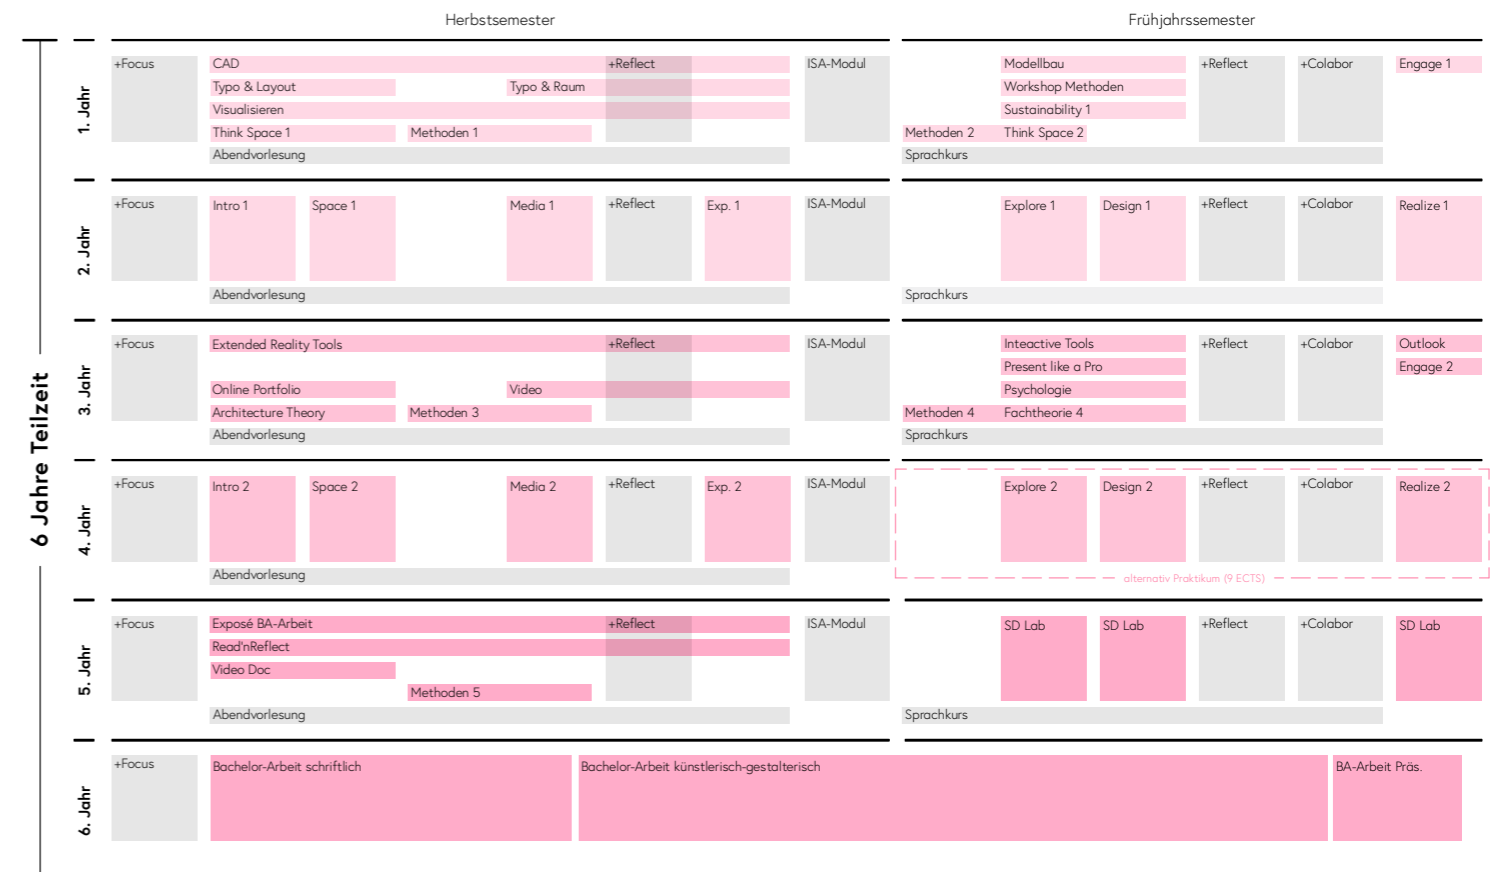 Herbstsemester
Frühjahrssemester
6 Jahre Teilzeit
1. Jahr
+Focus
CAD
+Reflect
ISA-Modul
Modellbau
+Reflect
+Colabor
Engage 1
Typo & Layout
Typo & Raum
Workshop Methoden
Visualisieren
Sustainability 1
Think Space 1
Methoden 1
Methoden 2
Think Space 2
Abendvorlesung
Sprachkurs
2. Jahr
+Focus
Intro 1
Space 1
Media 1
+Reflect
Exp. 1
ISA-Modul
Explore 1
Design 1
+Reflect
+Colabor
Realize 1
Abendvorlesung
Sprachkurs
3. Jahr
+Focus
Extended Reality Tools
+Reflect
ISA-Modul
Inteactive Tools
+Reflect
+Colabor
Outlook
Present like a Pro
Engage 2
Online Portfolio
Video
Psychologie
Architecture Theory
Methoden 3
Methoden 4
Fachtheorie 4
Abendvorlesung
Sprachkurs
4. Jahr
+Focus
Intro 2
Space 2
Media 2
+Reflect
Exp. 2
ISA-Modul
Explore 2
Design 2
+Reflect
+Colabor
Realize 2
Abendvorlesung
alternativ Praktikum (9 ECTS)
5. Jahr
+Focus
Exposé BA-Arbeit
+Reflect
ISA-Modul
SD Lab
SD Lab
+Reflect
+Colabor
SD Lab
Read'nReflect
Video Doc
Methoden 5
Abendvorlesung
Sprachkurs
6. Jahr
+Focus
Bachelor-Arbeit schriftlich
Bachelor-Arbeit künstlerisch-gestalterisch
BA-Arbeit Präs.